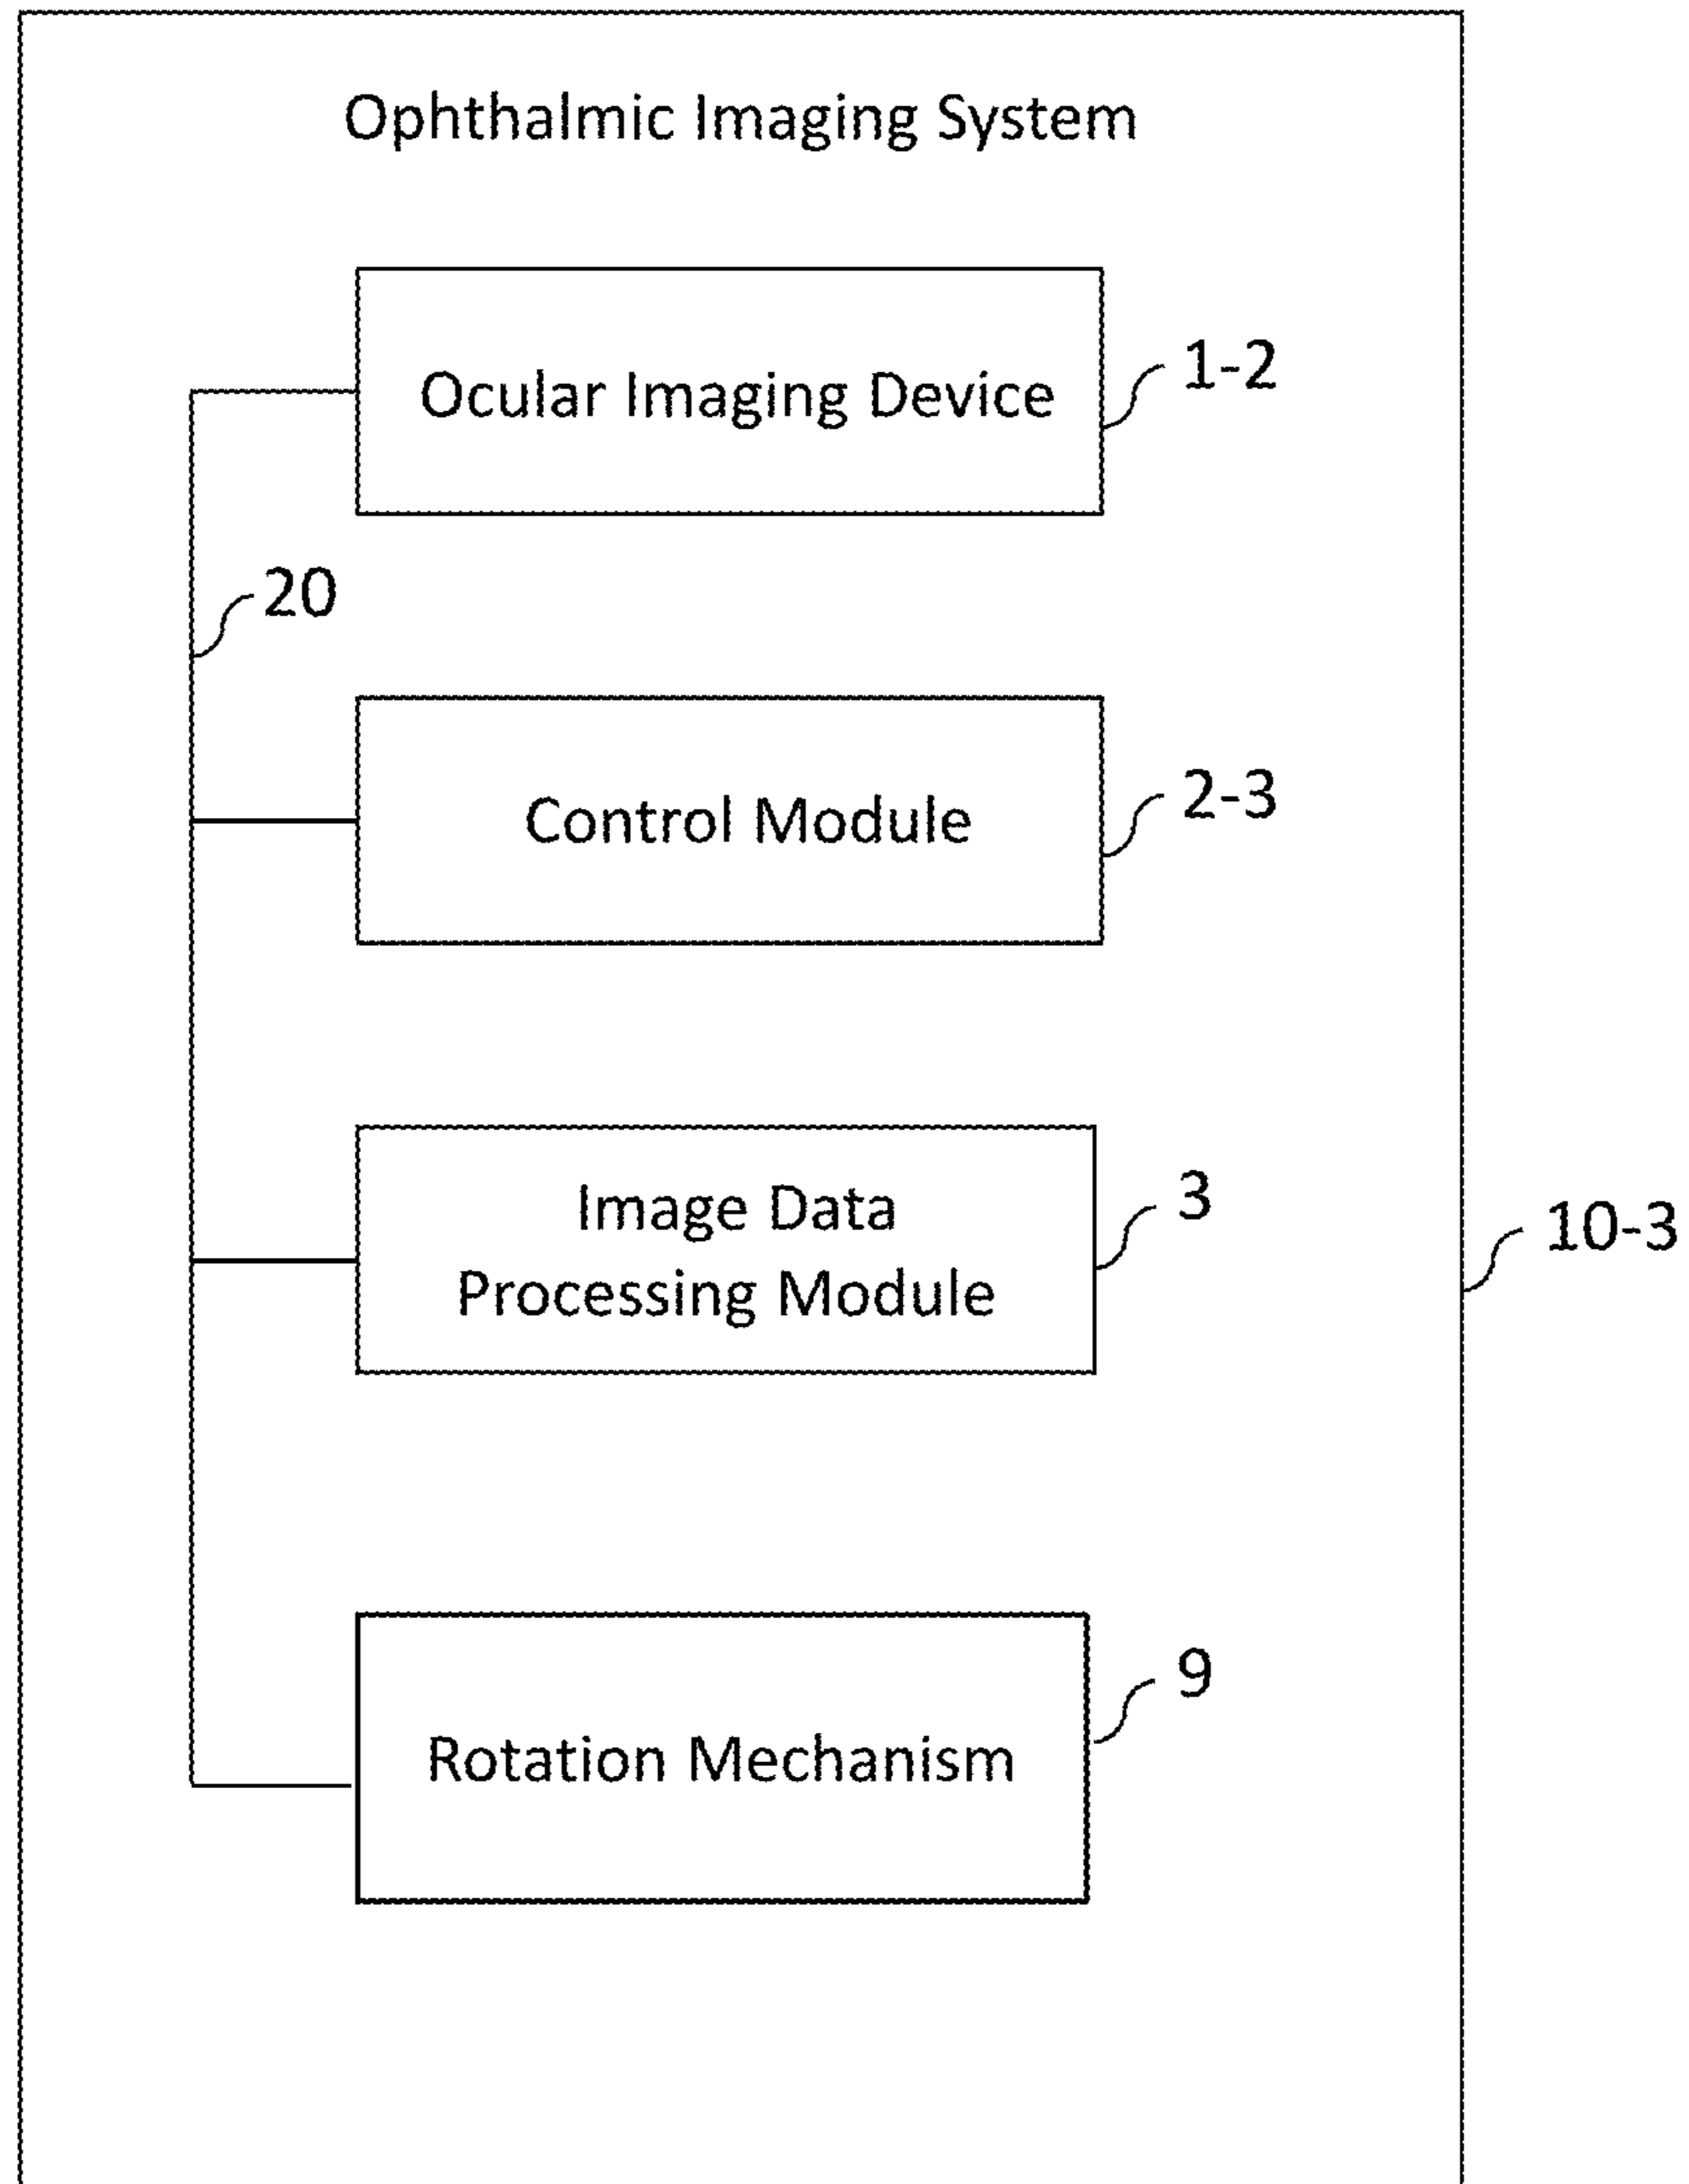 Ophthalmic Imaging System
Ocular Imaging Device
1-2
20
Control Module
2-3
Image Data
Processing Module
3
10-3
Rotation Mechanism
9